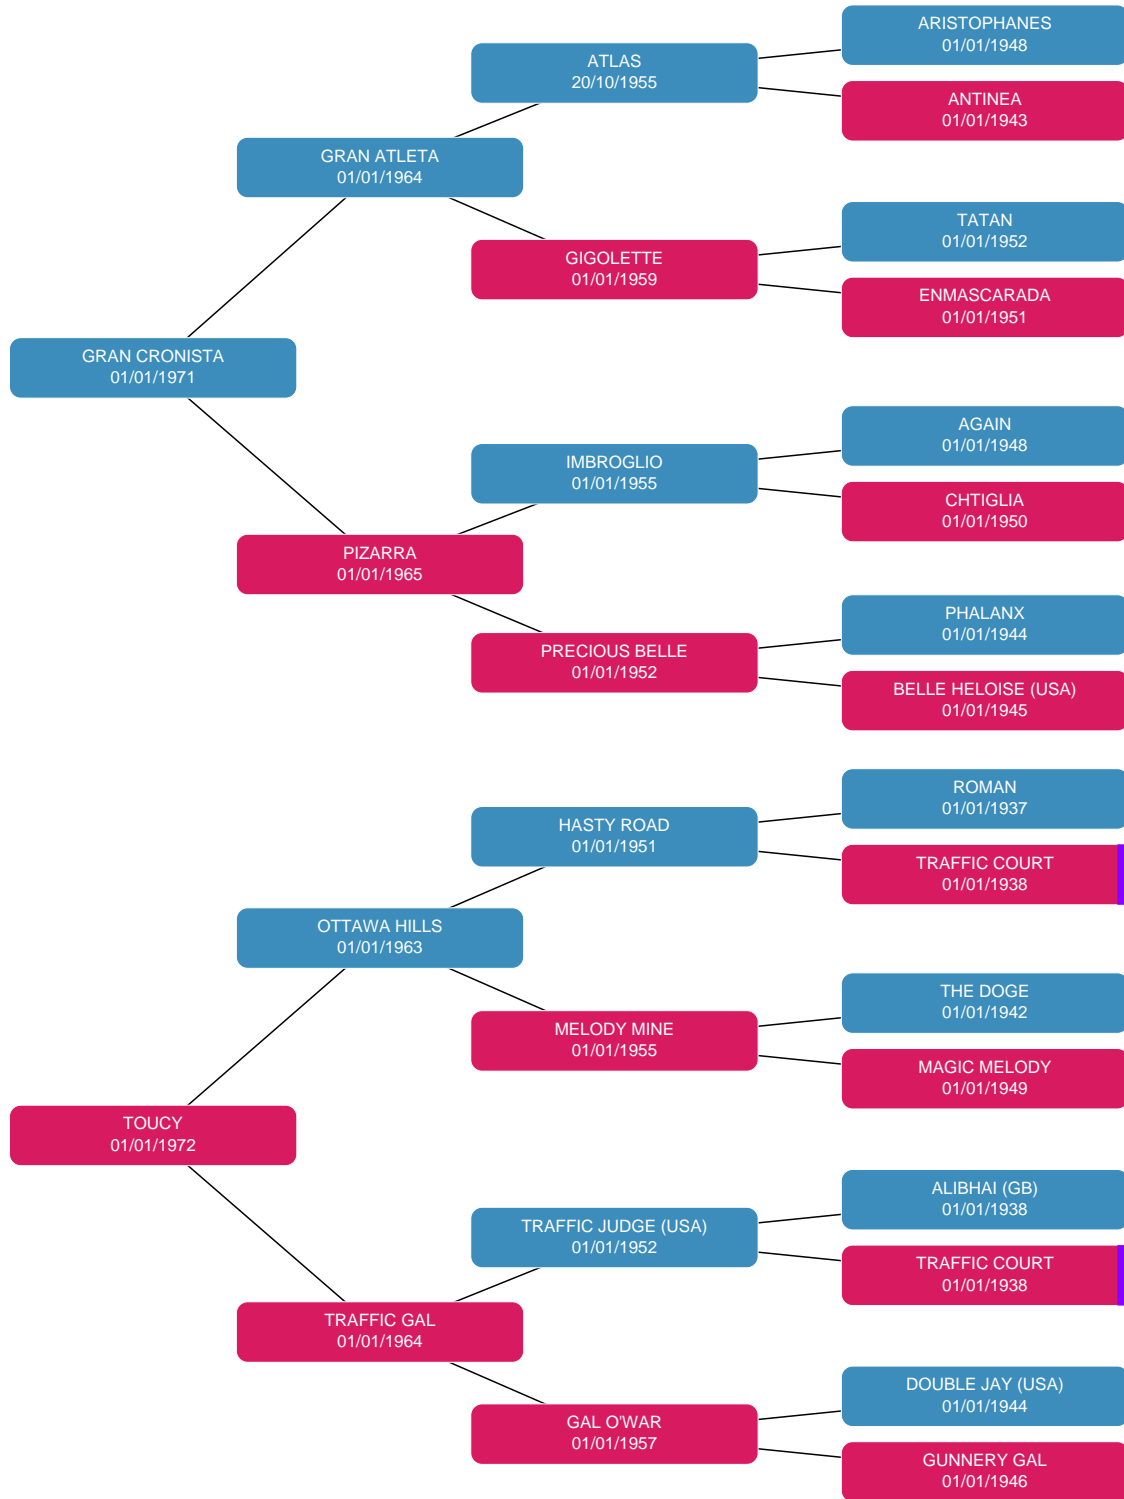 ARISTOPHANES
01/01/1948
ATLAS
20/10/1955
ANTINEA
01/01/1943
GRAN ATLETA
01/01/1964
TATAN
01/01/1952
GIGOLETTE
01/01/1959
ENMASCARADA
01/01/1951
GRAN CRONISTA
01/01/1971
AGAIN
01/01/1948
IMBROGLIO
01/01/1955
CHTIGLIA
01/01/1950
PIZARRA
01/01/1965
PHALANX
01/01/1944
PRECIOUS BELLE
01/01/1952
BELLE HELOISE (USA)
01/01/1945
ROMAN
01/01/1937
HASTY ROAD
01/01/1951
TRAFFIC COURT
01/01/1938
OTTAWA HILLS
01/01/1963
THE DOGE
01/01/1942
MELODY MINE
01/01/1955
MAGIC MELODY
01/01/1949
TOUCY
01/01/1972
ALIBHAI (GB)
01/01/1938
TRAFFIC JUDGE (USA)
01/01/1952
TRAFFIC COURT
01/01/1938
TRAFFIC GAL
01/01/1964
DOUBLE JAY (USA)
01/01/1944
GAL O'WAR
01/01/1957
GUNNERY GAL
01/01/1946